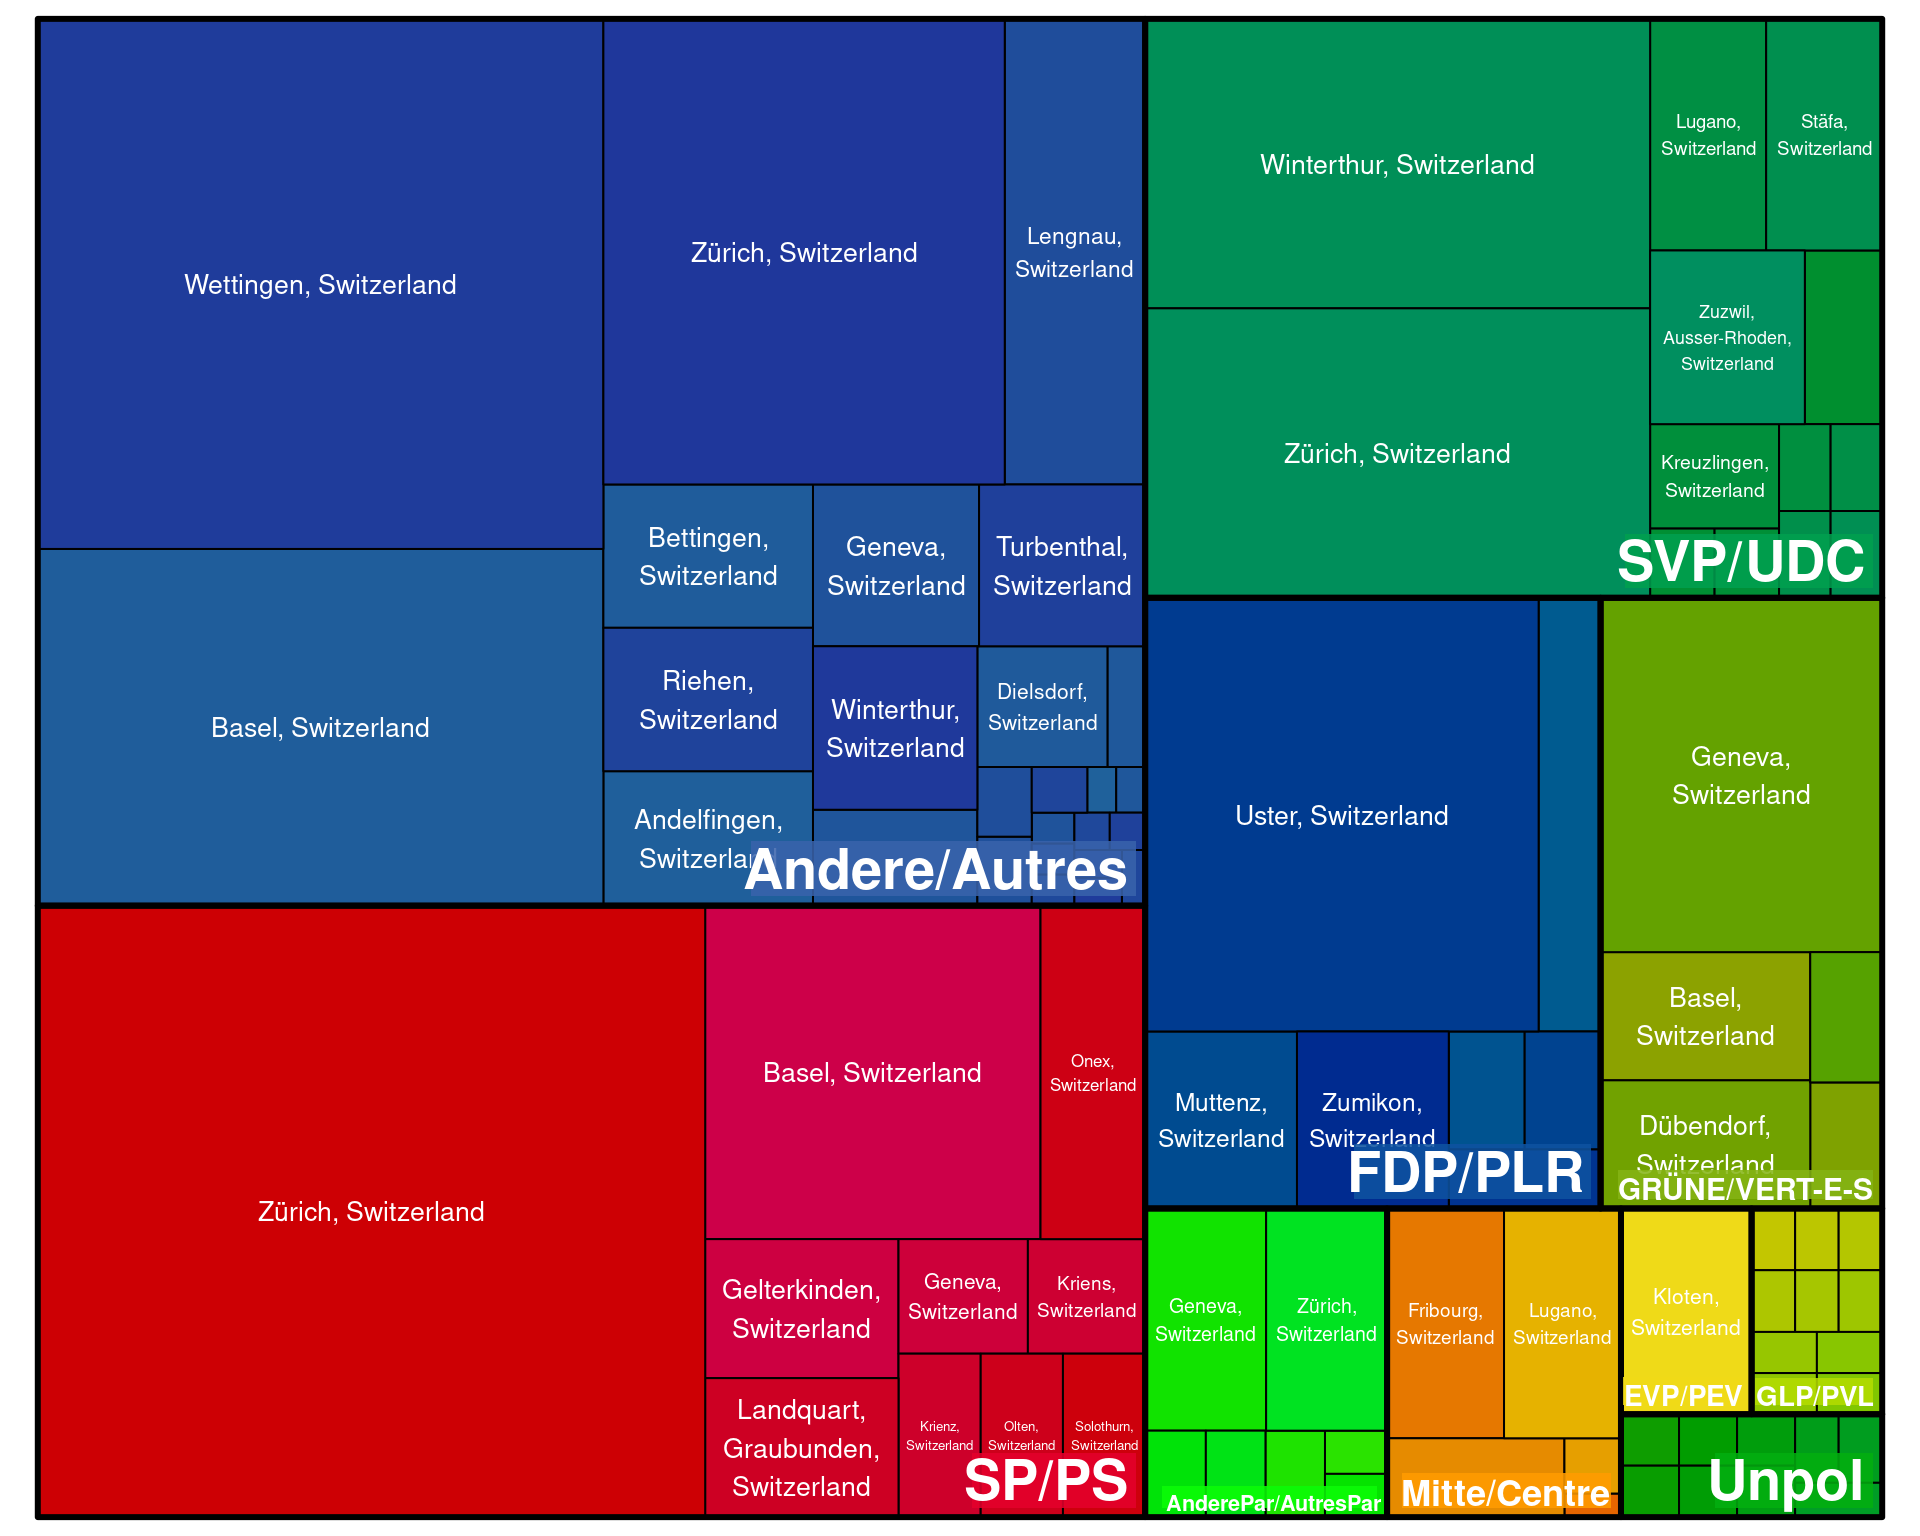 Wettingen, Switzerland
Zürich, Switzerland
Lengnau,
Switzerland
Bettingen,
Switzerland
Geneva,
Switzerland
Turbenthal,
Switzerland
Riehen,
Switzerland
Winterthur,
Switzerland
Dielsdorf,
Switzerland
Basel, Switzerland
Andelfingen,
Switzerland
Andere/Autres
Winterthur, Switzerland
Lugano,
Switzerland
Stäfa,
Switzerland
Zuzwil,
Ausser-Rhoden,
Switzerland
Zürich, Switzerland
Kreuzlingen,
Switzerland
SVP/UDC
Uster, Switzerland
Muttenz,
Switzerland
Zumikon,
Switzerland
FDP/PLR
Geneva,
Switzerland
Basel,
Switzerland
Dübendorf,
Switzerland
GRÜNE/VERT-E-S
Zürich, Switzerland
Basel, Switzerland
Onex,
Switzerland
Gelterkinden,
Switzerland
Geneva,
Switzerland
Kriens,
Switzerland
Landquart,
Graubunden,
Switzerland
Krienz,
Switzerland
Olten,
Switzerland
Solothurn,
Switzerland
SP/PS
Geneva,
Switzerland
Zürich,
Switzerland
AnderePar/AutresPar
Fribourg,
Switzerland
Lugano,
Switzerland
Mitte/Centre
Kloten,
Switzerland
EVP/PEV
GLP/PVL
Unpol